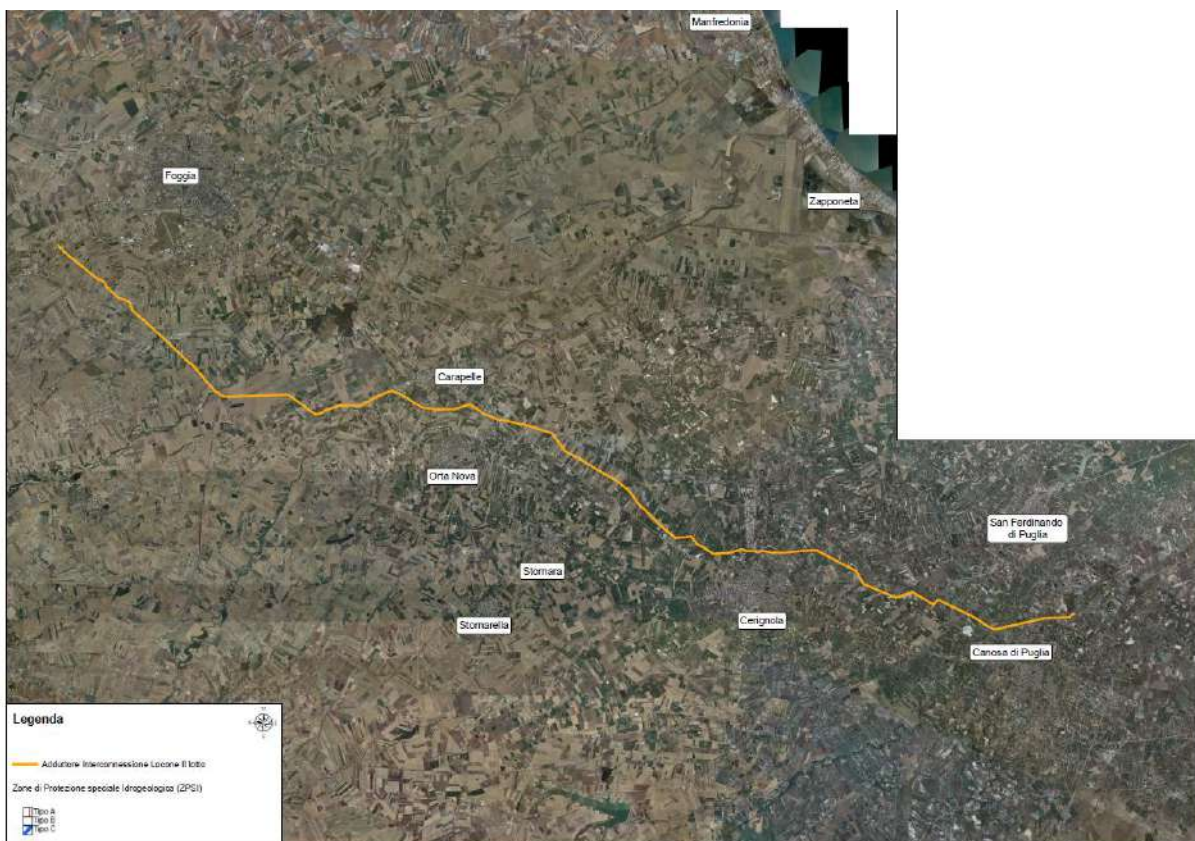 Manfredonia
Foggia
Zapponeta
Carapelle
Orta Nova
San Ferdinando
di Puglia
Stornara
Stornarella
Cerignola
Canosa di Puglia
Legenda
Adduttore Interconnessione Locone II lotto
Zone di Protezione speciale Idrogeologica (ZPSI)
Tipo A
Tipo B
Tipo C